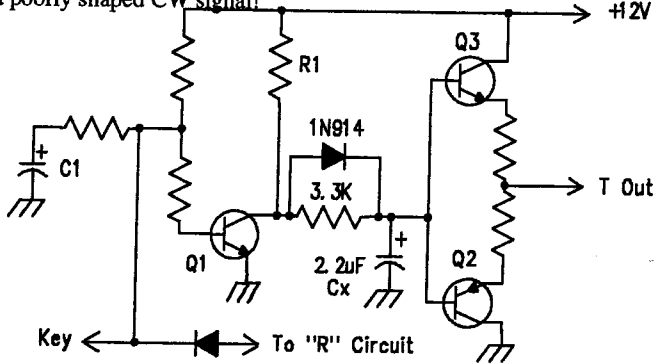 a poorly shaped CW signal!
+12V
Q3
R1
1N914
3.3K
C1
+
+
T Out
Q1
2.2uF
Cx
Q2
Key
To "R" Circuit